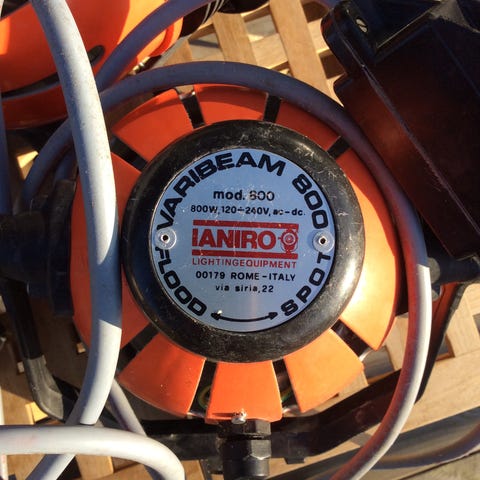 VARIBEAM 800
mod. 800
800W, 120÷240V, ac-dc.
IANIRO
LIGHTINGEQUIPMENT
00179 ROME-ITALY
via siria, 22
FLOOD ↔ SPOT